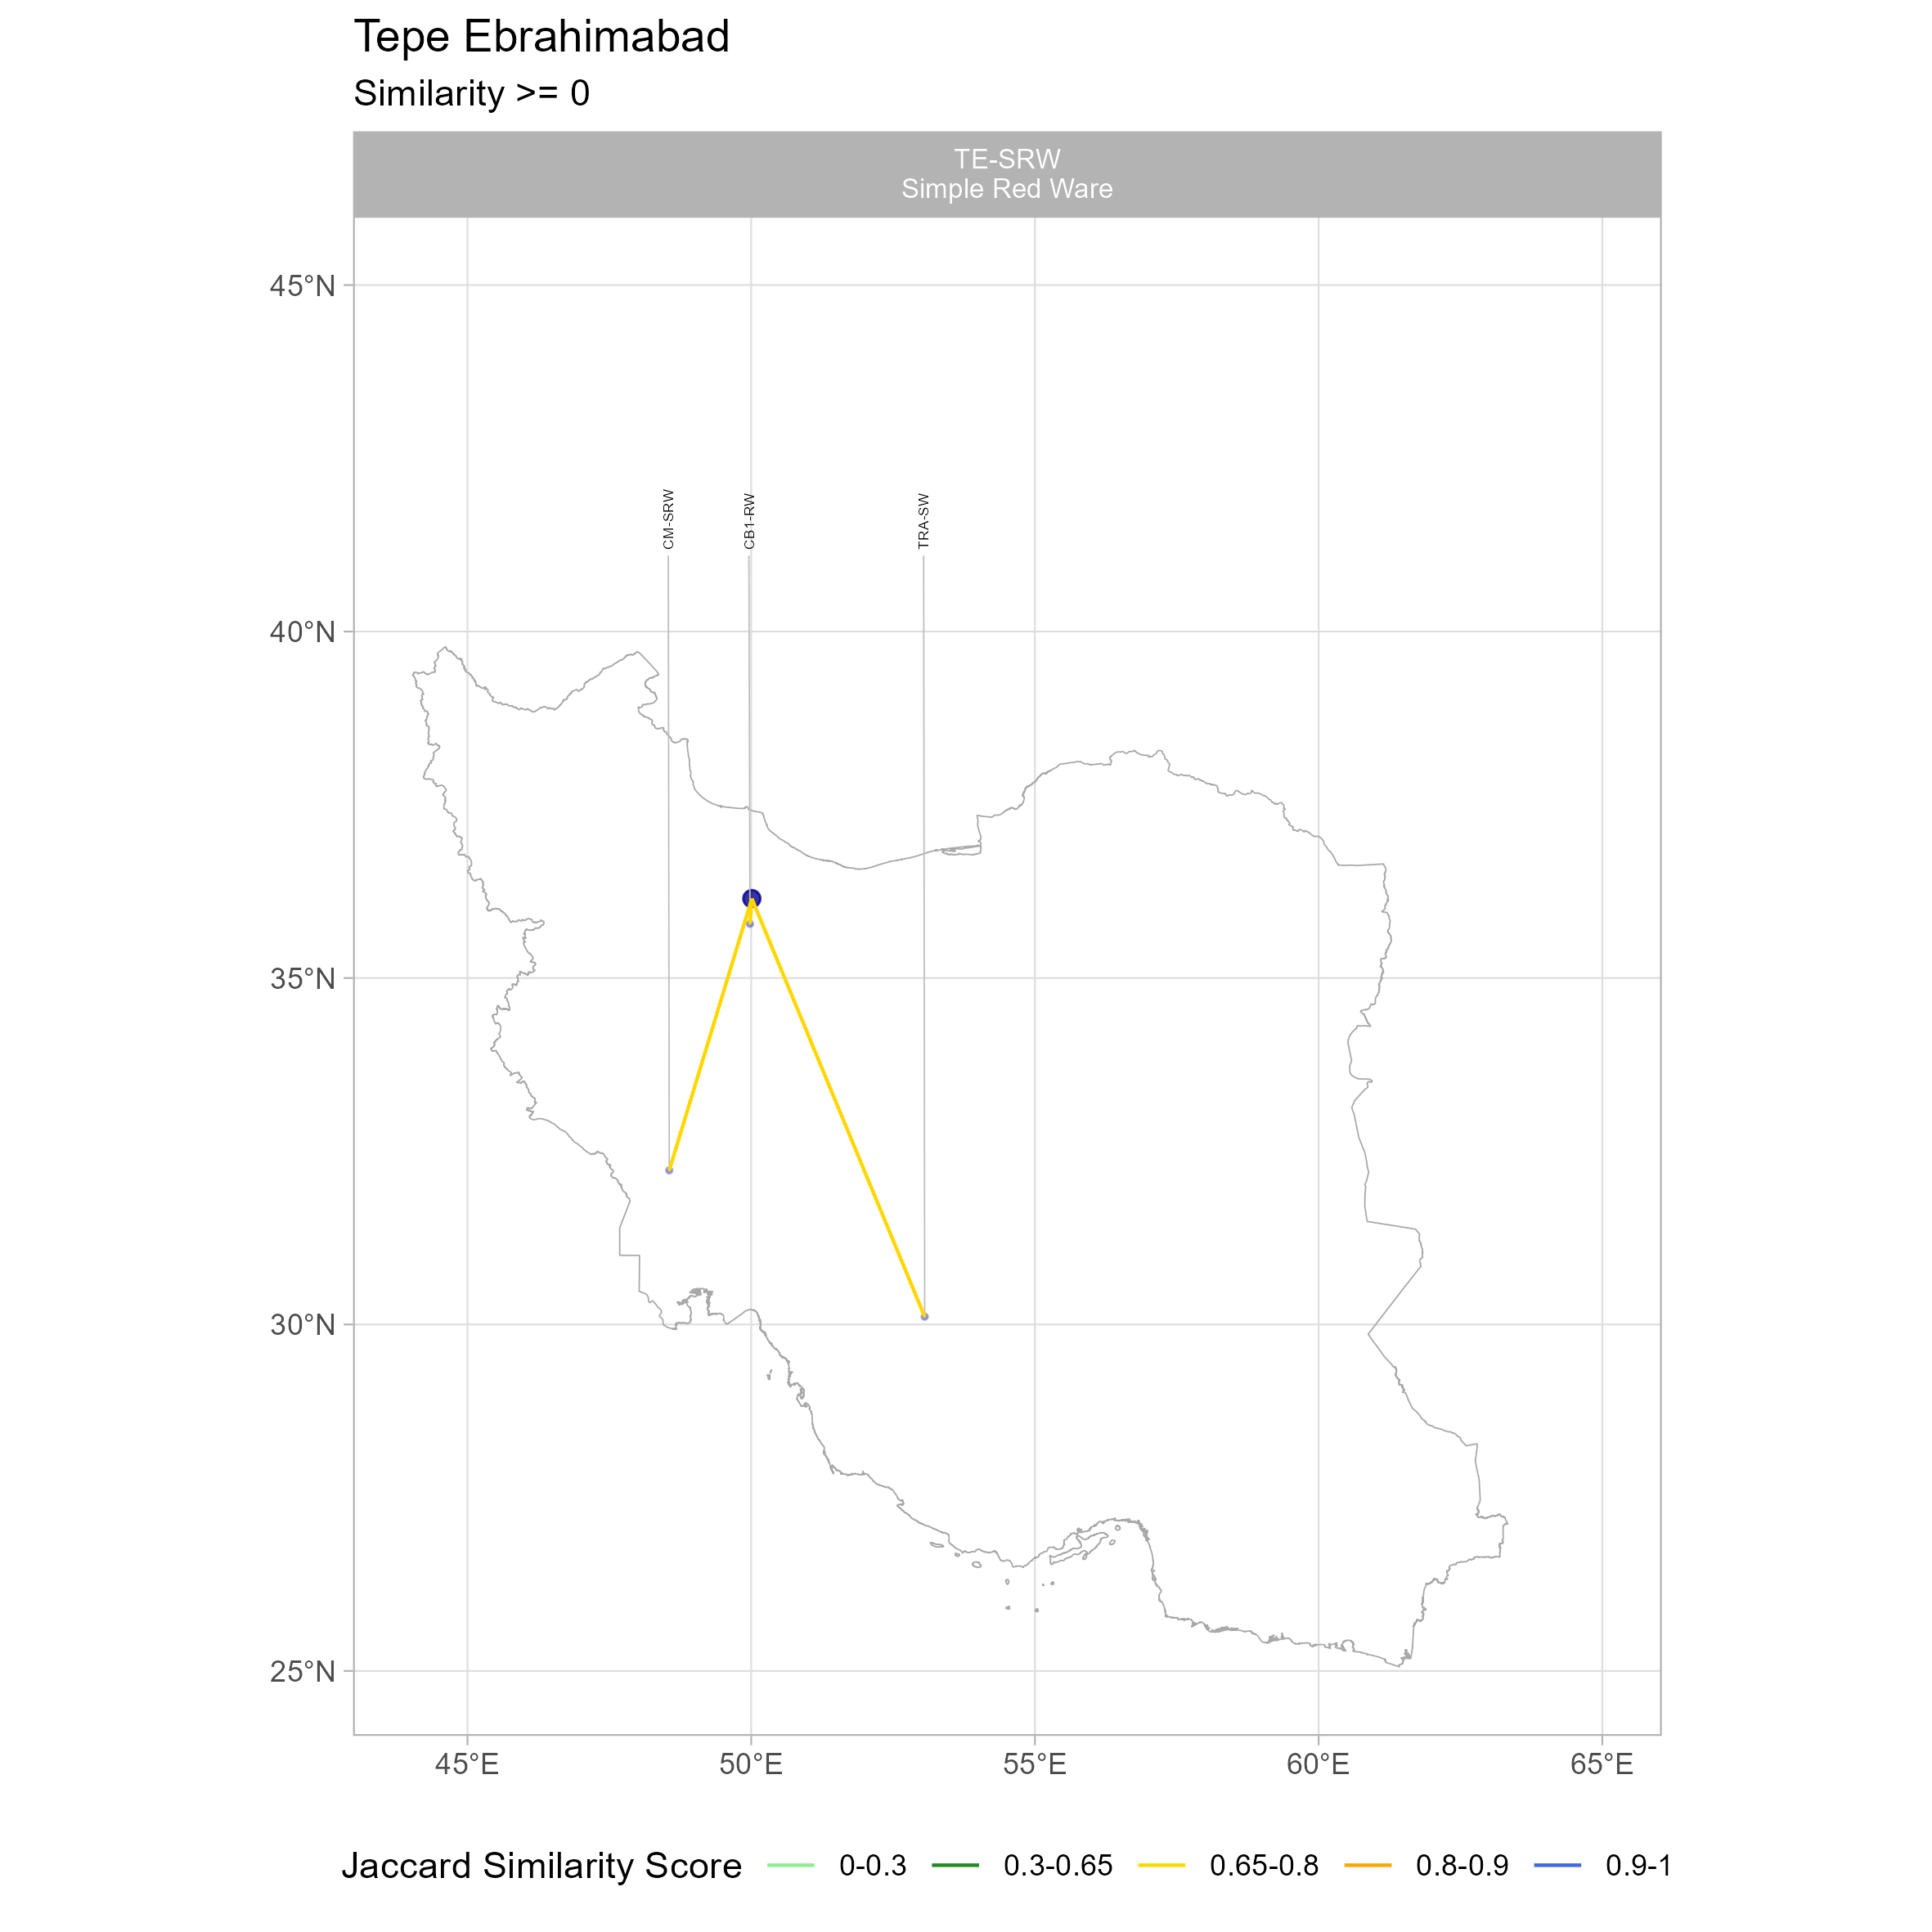 Tepe Ebrahimabad
Similarity >= 0
TE-SRW
Simple Red Ware
45°N
CM-SRW
CB1-RW
TRA-SW
40°N
35°N
30°N
25°N
45°E
50°E
55°E
60°E
65°E
Jaccard Similarity Score 0-0.3 0.3-0.65 0.65-0.8 0.8-0.9 0.9-1